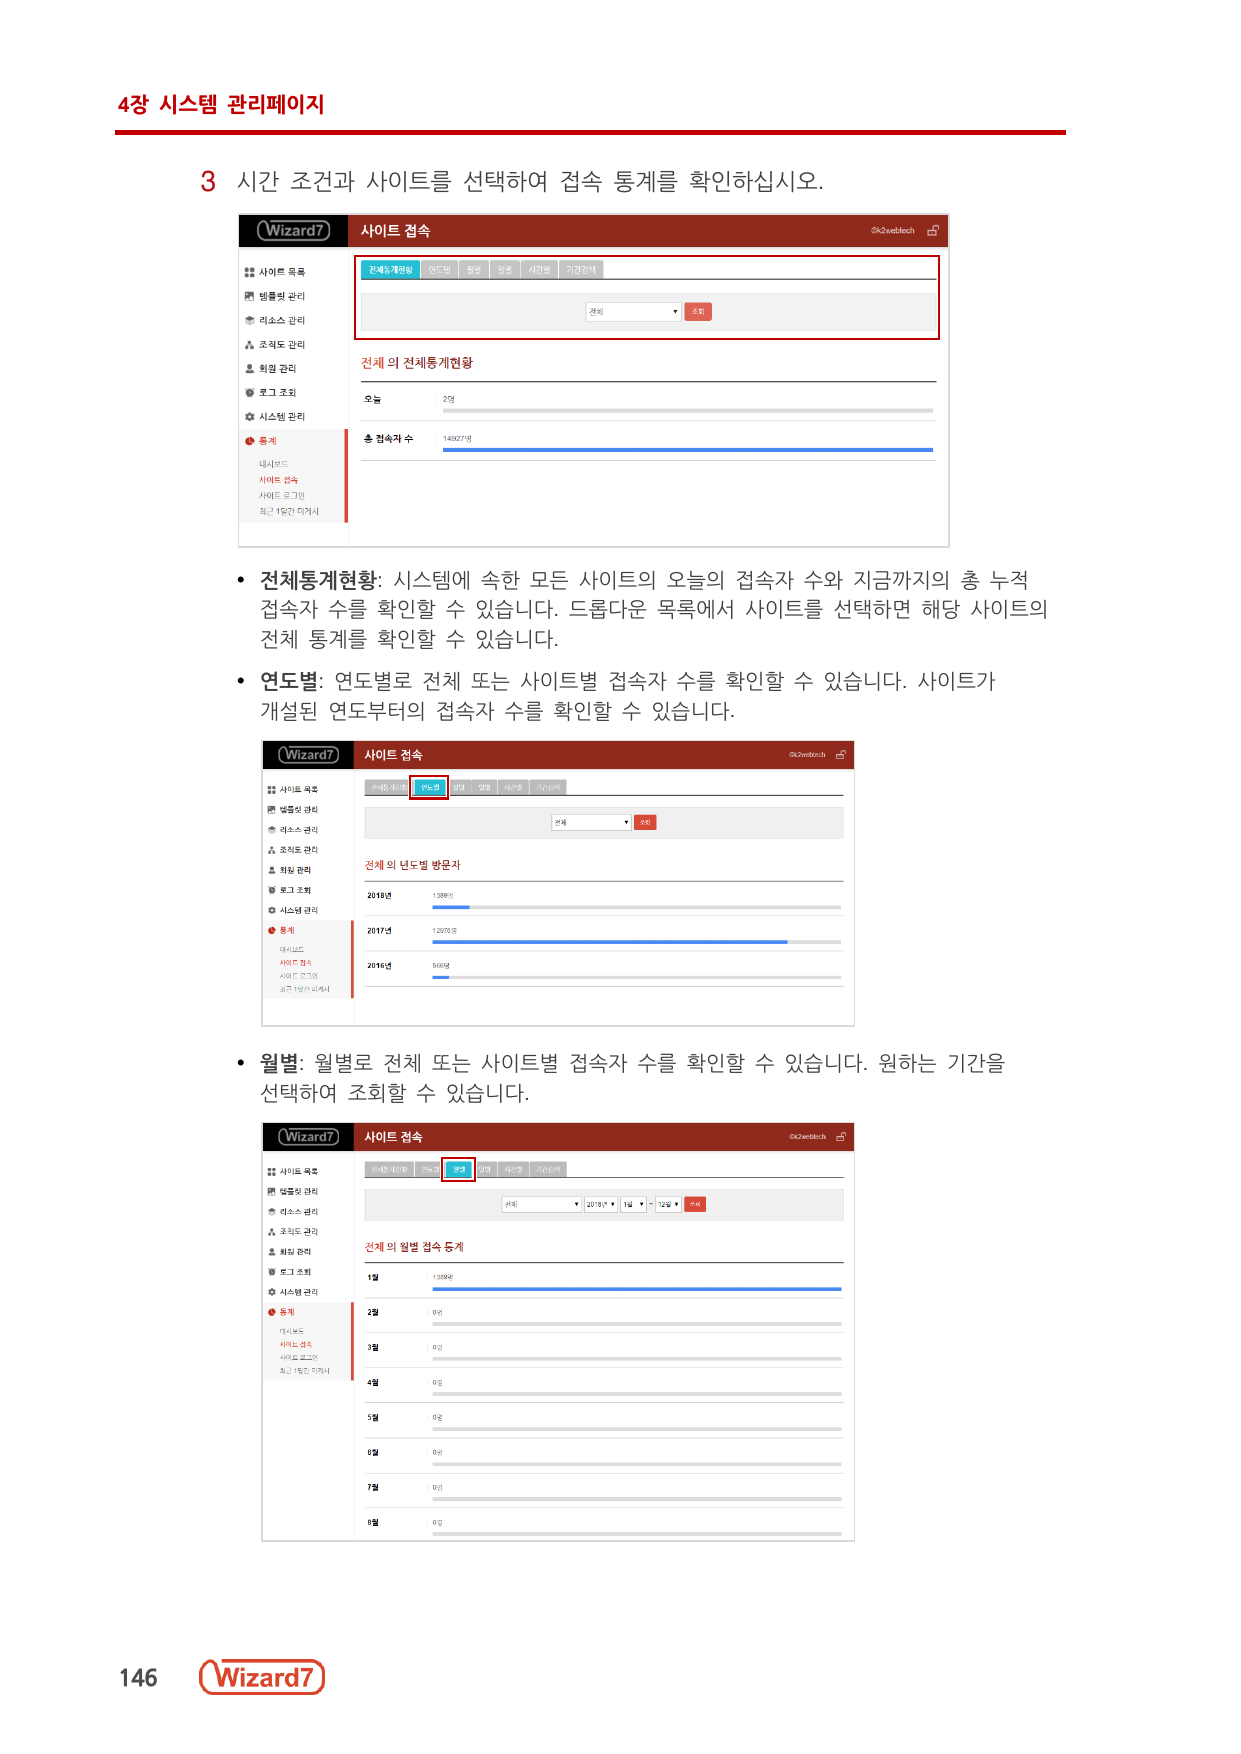 4장 시스템 관리페이지
3 시간 조건과 사이트를 선택하여 접속 통계를 확인하십시오.
Wizard7 사이트 접속 ©k2webtech
전체통계현황 연도별 월별 일별 시간별 기간검색
사이트 목록
템플릿 관리
리소스 관리
조직도 관리
회원 관리
로그 조회
시스템 관리
통계
대시보드
사이트 접속
사이트 로그인
최근 1달간 미게시
전체 조회
전체 의 전체통계현황
오늘 2명
총 접속자 수 14927명
• 전체통계현황: 시스템에 속한 모든 사이트의 오늘의 접속자 수와 지금까지의 총 누적
접속자 수를 확인할 수 있습니다. 드롭다운 목록에서 사이트를 선택하면 해당 사이트의
전체 통계를 확인할 수 있습니다.
• 연도별: 연도별로 전체 또는 사이트별 접속자 수를 확인할 수 있습니다. 사이트가
개설된 연도부터의 접속자 수를 확인할 수 있습니다.
Wizard7 사이트 접속 ©k2webtech
전체통계현황 연도별 월별 일별 시간별 기간검색
사이트 목록
템플릿 관리
리소스 관리
조직도 관리
회원 관리
로그 조회
시스템 관리
통계
대시보드
사이트 접속
사이트 로그인
최근 1달간 미게시
전체 조회
전체 의 년도별 방문자
2018년 1389명
2017년
2016년
• 월별: 월별로 전체 또는 사이트별 접속자 수를 확인할 수 있습니다. 원하는 기간을
선택하여 조회할 수 있습니다.
Wizard7 사이트 접속 ©k2webtech
전체통계현황 연도별 월별 일별 시간별 기간검색
사이트 목록
템플릿 관리
리소스 관리
조직도 관리
회원 관리
로그 조회
시스템 관리
통계
대시보드
사이트 접속
사이트 로그인
최근 1달간 미게시
전체 2018년 1월 ~ 12월 조회
전체 의 월별 접속 통계
1월 1389명
2월 0명
3월 0명
4월 0명
5월 0명
6월 0명
7월 0명
8월 0명
146 Wizard7